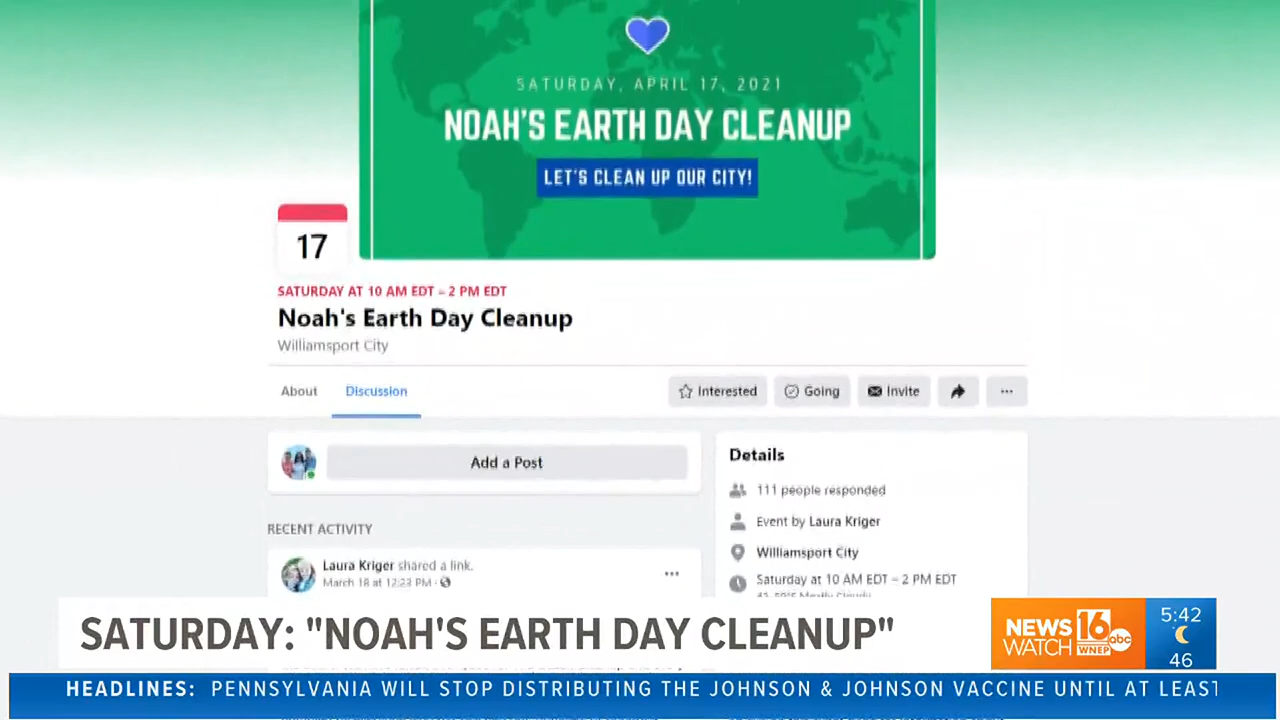 SATURDAY, APRIL 17, 2021
NOAH'S EARTH DAY CLEANUP
LET'S CLEAN UP OUR CITY!
17
SATURDAY AT 10 AM EDT – 2 PM EDT
Noah's Earth Day Cleanup
Williamsport City
About Discussion Interested Going Invite ...
Add a Post
Details
111 people responded
Event by Laura Kriger
Williamsport City
Saturday at 10 AM EDT – 2 PM EDT
RECENT ACTIVITY
Laura Kriger shared a link.
March 18 at 12:23 PM ·
...
SATURDAY: "NOAH'S EARTH DAY CLEANUP"
NEWS WATCH 16 abc
WNEP
5:42
46
HEADLINES: PENNSYLVANIA WILL STOP DISTRIBUTING THE JOHNSON & JOHNSON VACCINE UNTIL AT LEAST